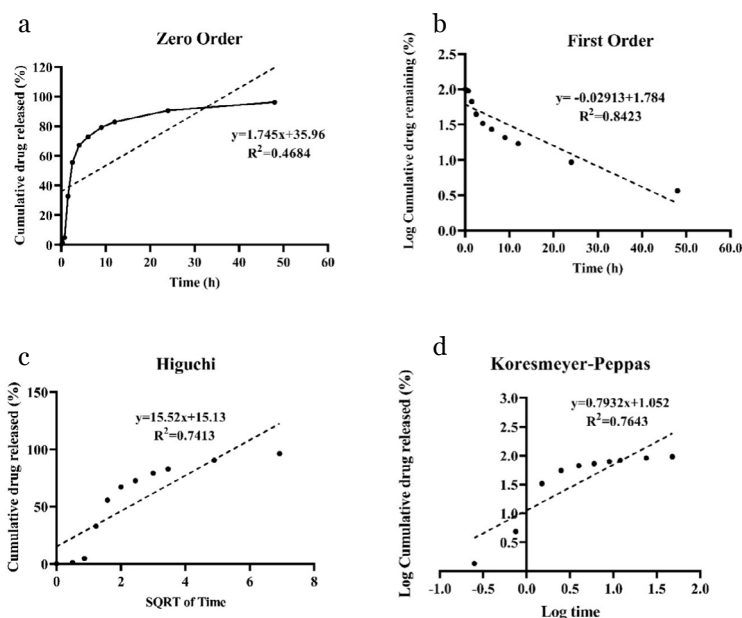 a
Zero Order
Cumulative drug released (%)
120
100
80
60
40
20
0
0
20
40
60
Time (h)
y=1.745x+35.96
R²=0.4684
b
First Order
Log Cumulative drug remaining (%)
2.5
2.0
1.5
1.0
0.5
0.0
0.0
10.0
20.0
30.0
40.0
50.0
60.0
Time (h)
y= -0.02913+1.784
R²=0.8423
c
Higuchi
Cumulative drug released (%)
150
100
50
0
0
2
4
6
8
SQRT of Time
y=15.52x+15.13
R²=0.7413
d
Koresmeyer-Peppas
Log Cumulative drug released (%)
3.0
2.5
2.0
1.5
1.0
0.5
-1.0
-0.5
0.0
0.5
1.0
1.5
2.0
Log time
y=0.7932x+1.052
R²=0.7643